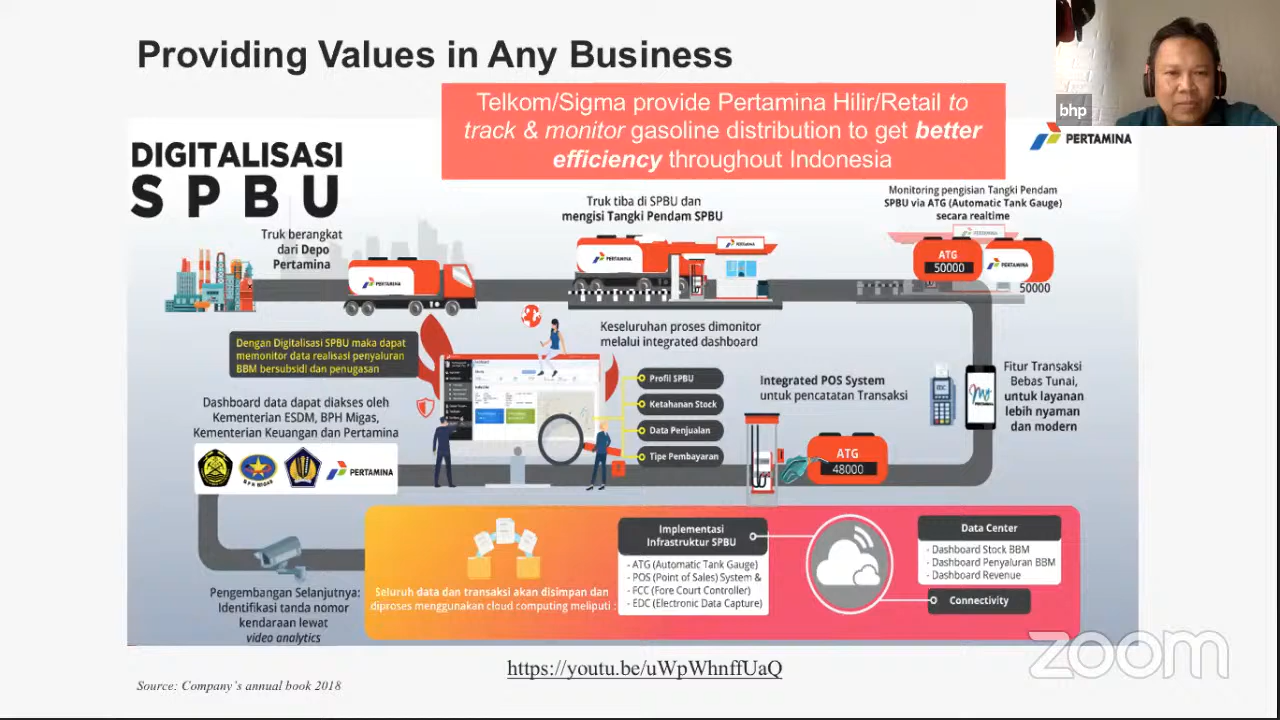 Providing Values in Any Business
Telkom/Sigma provide Pertamina Hilir/Retail to
track & monitor gasoline distribution to get better
efficiency throughout Indonesia
bhp
PERTAMINA
DIGITALISASI
SPBU
Truk berangkat
dari Depo
Pertamina
PERTAMINA
Truk tiba di SPBU dan
mengisi Tangki Pendam SPBU
PERTAMINA
PERTAMINA
Monitoring pengisian Tangki Pendam
SPBU via ATG (Automatic Tank Gauge)
secara realtime
PERTAMINA
ATG
50000
PERTAMINA
50000
Dengan Digitalisasi SPBU maka dapat
memonitor data realisasi penyaluran
BBM bersubsidi dan penugasan
Keseluruhan proses dimonitor
melalui integrated dashboard
Profil SPBU
Ketahanan Stock
Data Penjualan
Tipe Pembayaran
Integrated POS System
untuk pencatatan Transaksi
EDC
My
PERTAMINA
Fitur Transaksi
Bebas Tunai,
untuk layanan
lebih nyaman
dan modern
ATG
48000
Dashboard data dapat diakses oleh
Kementerian ESDM, BPH Migas,
Kementerian Keuangan dan Pertamina
BPH MIGAS
PERTAMINA
Pengembangan Selanjutnya:
Identifikasi tanda nomor
kendaraan lewat
video analytics
Seluruh data dan transaksi akan disimpan dan
diproses menggunakan cloud computing meliputi :
Implementasi
Infrastruktur SPBU
- ATG (Automatic Tank Gauge)
- POS (Point of Sales) System &
- FCC (Fore Court Controller)
- EDC (Electronic Data Capture)
Data Center
- Dashboard Stock BBM
- Dashboard Penyaluran BBM
- Dashboard Revenue
Connectivity
zoom
https://youtu.be/uWpWhnffUaQ
Source: Company's annual book 2018